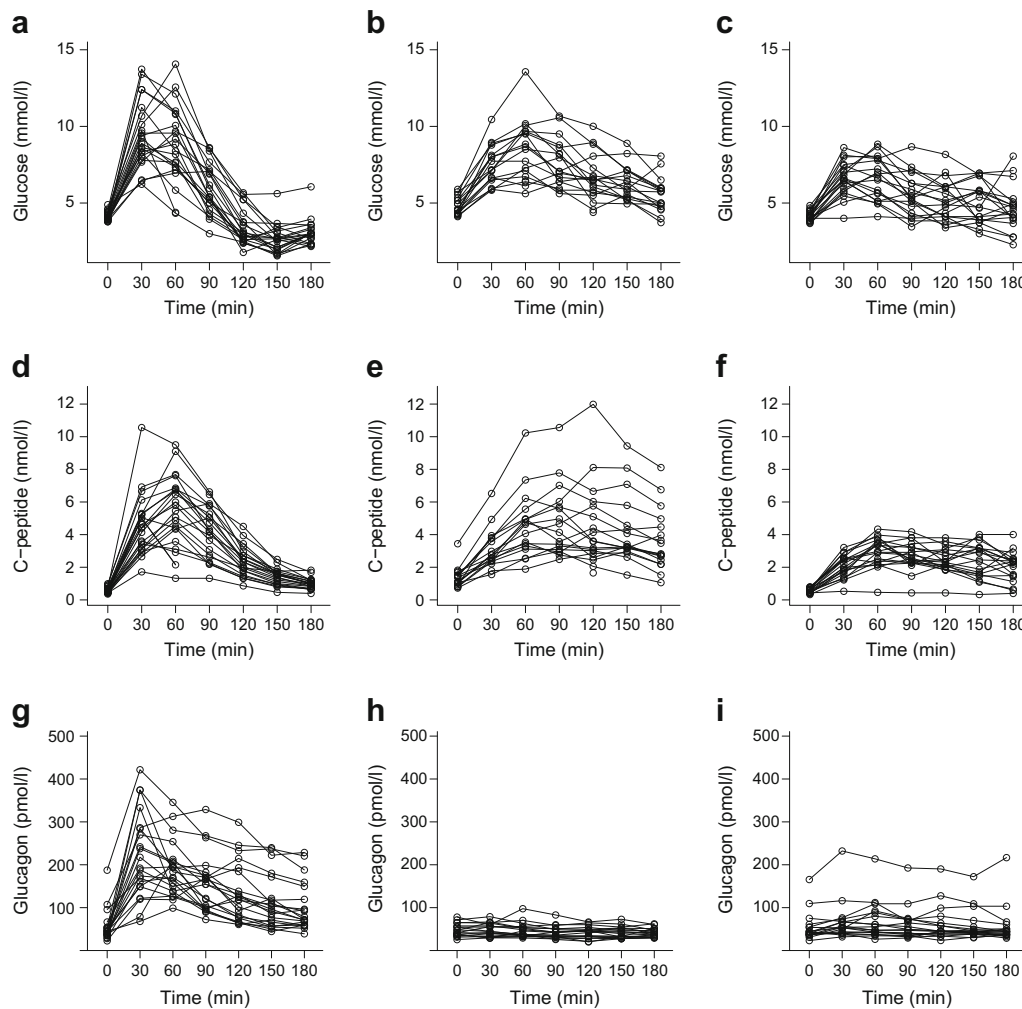 a b c
15 15 15
10 10 10
5 5 5
Glucose (mmol/l) Glucose (mmol/l) Glucose (mmol/l)
0 30 60 90 120 150 180 0 30 60 90 120 150 180 0 30 60 90 120 150 180
Time (min) Time (min) Time (min)
d e f
12 12 12
10 10 10
8 8 8
6 6 6
4 4 4
2 2 2
0 0 0
C−peptide (nmol/l) C−peptide (nmol/l) C−peptide (nmol/l)
0 30 60 90 120 150 180 0 30 60 90 120 150 180 0 30 60 90 120 150 180
Time (min) Time (min) Time (min)
g h i
500 500 500
400 400 400
300 300 300
200 200 200
100 100 100
Glucagon (pmol/l) Glucagon (pmol/l) Glucagon (pmol/l)
0 30 60 90 120 150 180 0 30 60 90 120 150 180 0 30 60 90 120 150 180
Time (min) Time (min) Time (min)